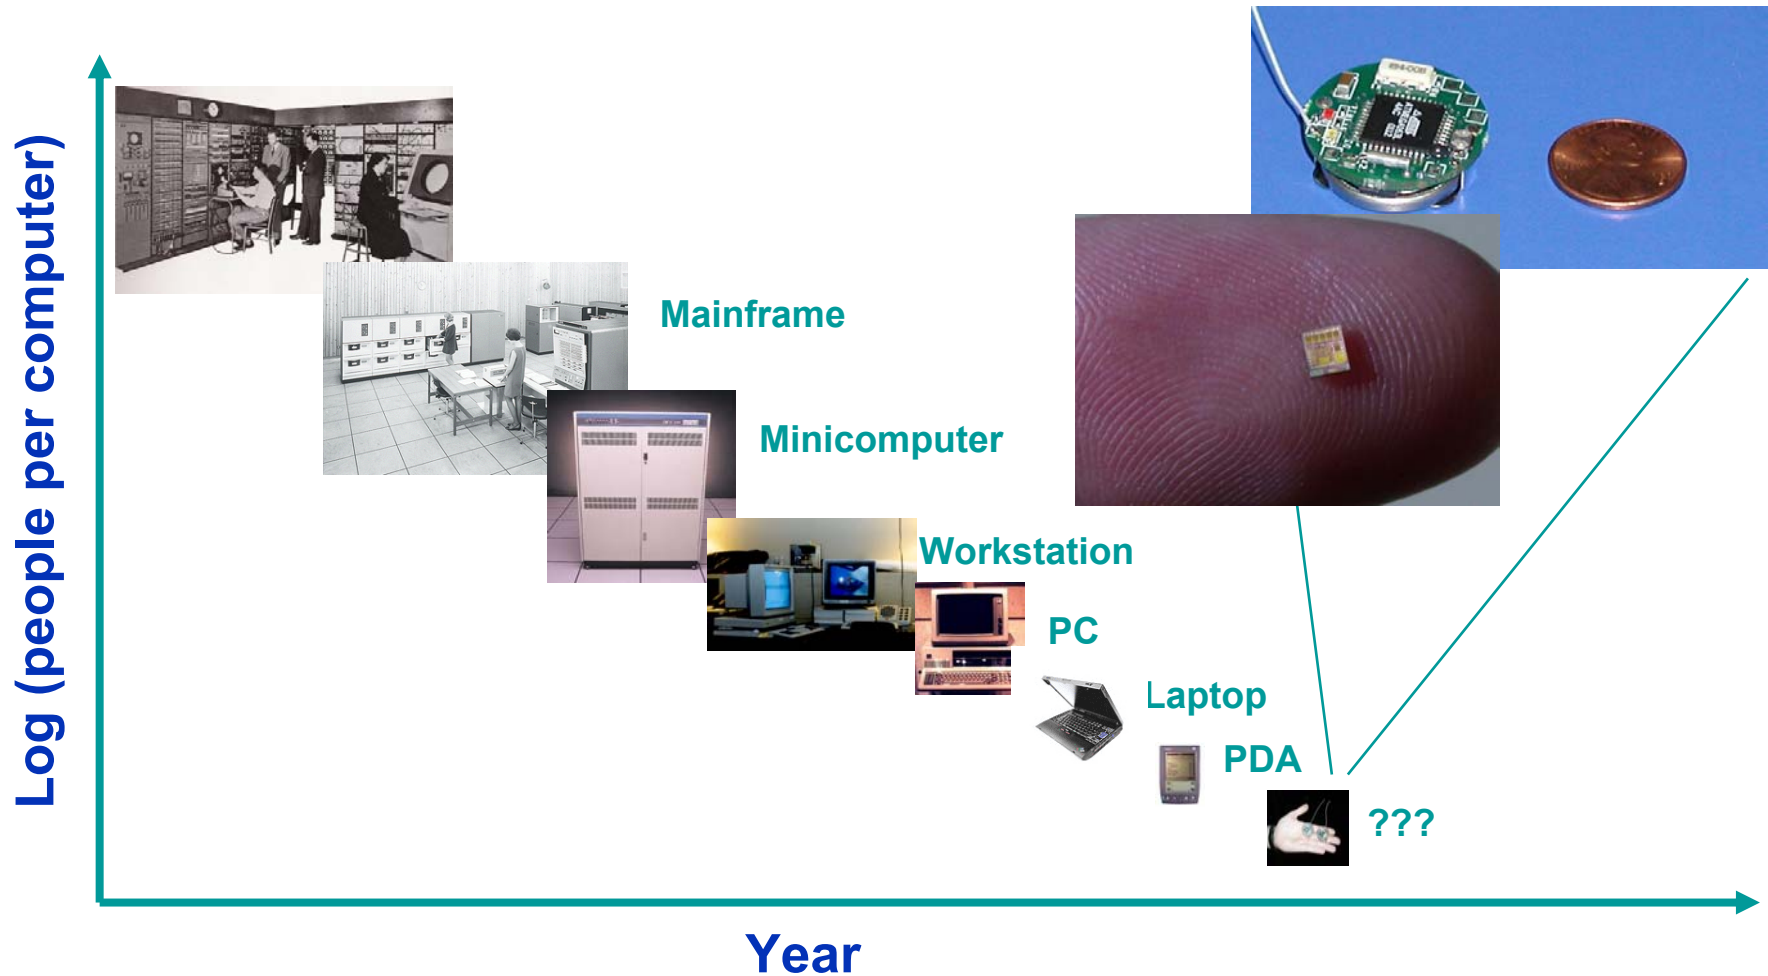 Log (people per computer)
Mainframe
Minicomputer
Workstation
PC
Laptop
PDA
???
Year